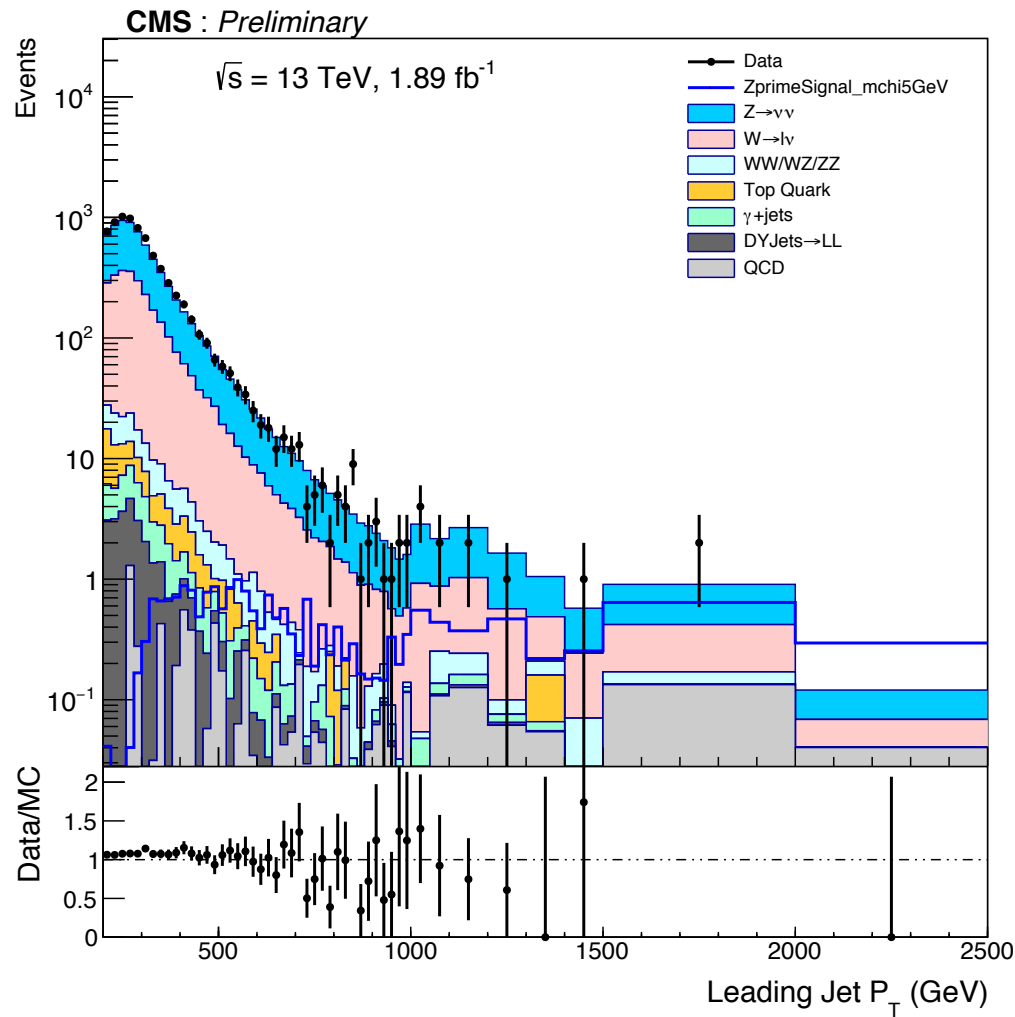 CMS : Preliminary
√s = 13 TeV, 1.89 fb⁻¹
Events
10⁴
10³
10²
10
1
10⁻¹
Data
ZprimeSignal_mchi5GeV
Z→νν
W→lν
WW/WZ/ZZ
Top Quark
γ+jets
DYJets→LL
QCD
Data/MC
2
1.5
1
0.5
0
500 1000 1500 2000 2500
Leading Jet P_T (GeV)